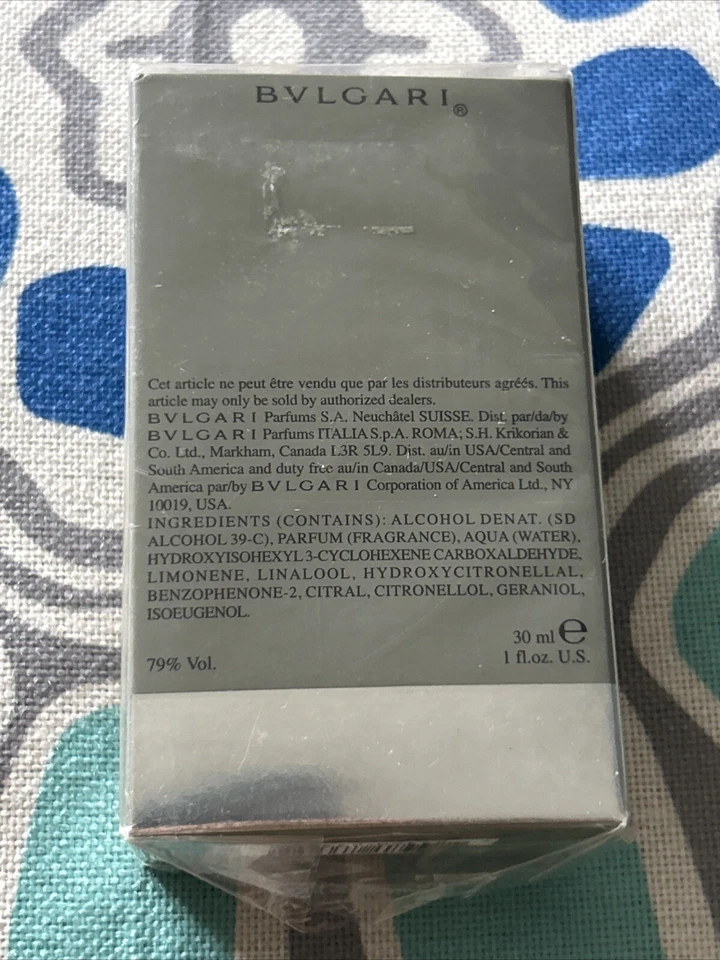 BVLGARI®
Cet article ne peut être vendu que par les distributeurs agréés. This
article may only be sold by authorized dealers.
BVLGARI Parfums S.A. Neuchâtel SUISSE. Dist. par/da/by
BVLGARI Parfums ITALIA S.p.A. ROMA; S.H. Krikorian &
Co. Ltd., Markham, Canada L3R 5L9. Dist. au/in USA/Central and
South America and duty free au/in Canada/USA/Central and South
America par/by BVLGARI Corporation of America Ltd., NY
10019, USA.
INGREDIENTS (CONTAINS): ALCOHOL DENAT. (SD
ALCOHOL 39-C), PARFUM (FRAGRANCE), AQUA (WATER),
HYDROXYISOHEXYL 3-CYCLOHEXENE CARBOXALDEHYDE,
LIMONENE, LINALOOL, HYDROXYCITRONELLAL,
BENZOPHENONE-2, CITRAL, CITRONELLOL, GERANIOL,
ISOEUGENOL.
30 ml ℮
79% Vol. 1 fl.oz. U.S.